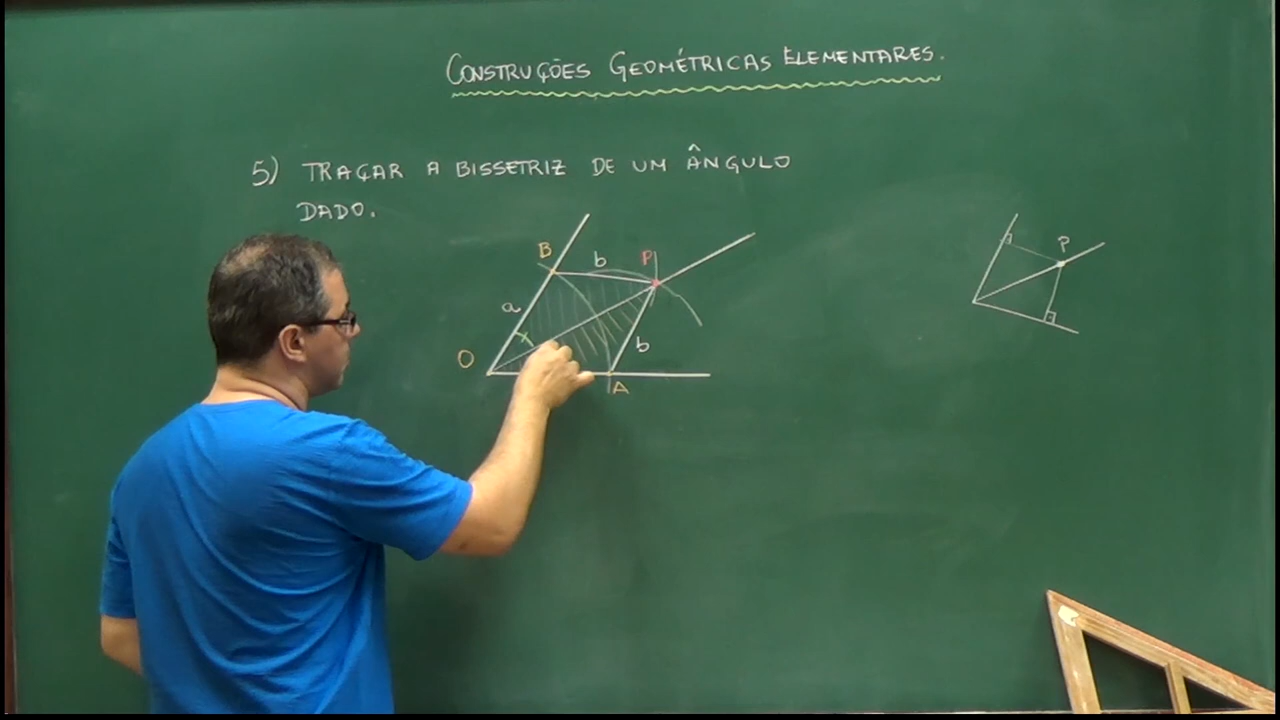 CONSTRUÇÕES GEOMÉTRICAS ELEMENTARES.
5) TRAÇAR A BISSETRIZ DE UM ÂNGULO
DADO.
B b P
a
O b
A
P